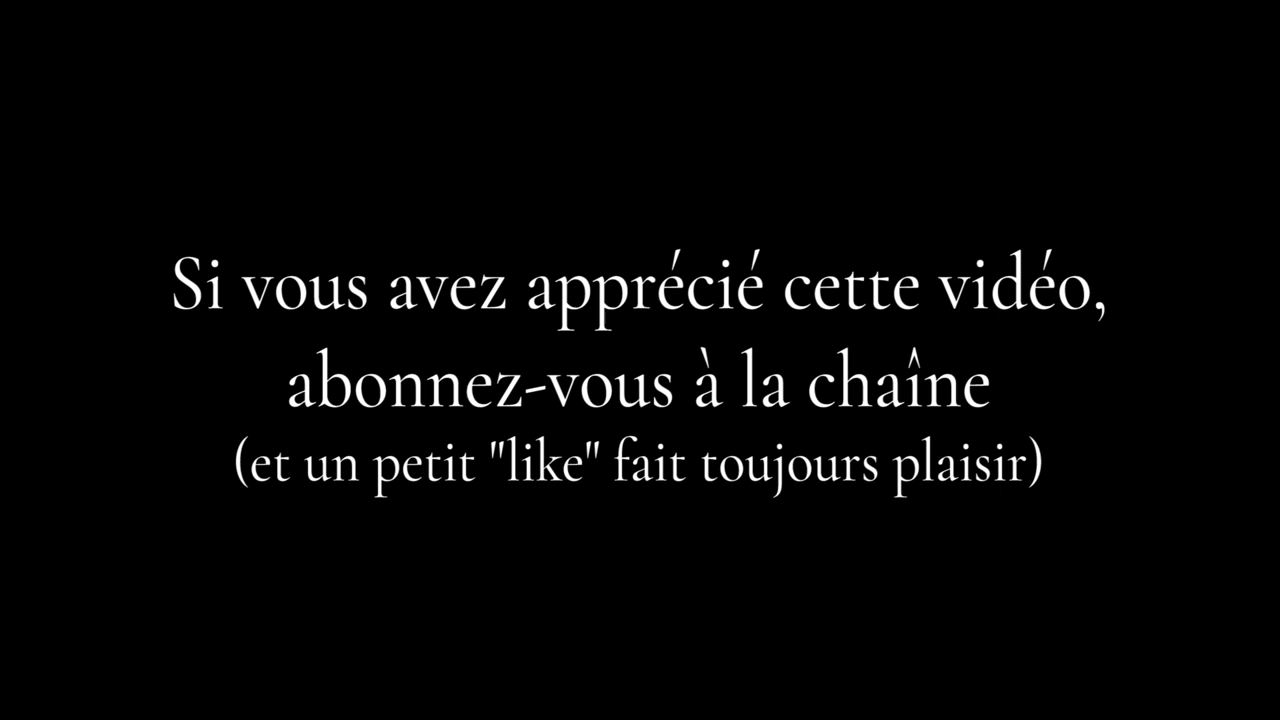 Si vous avez apprécié cette vidéo,
abonnez-vous à la chaîne
(et un petit "like" fait toujours plaisir)